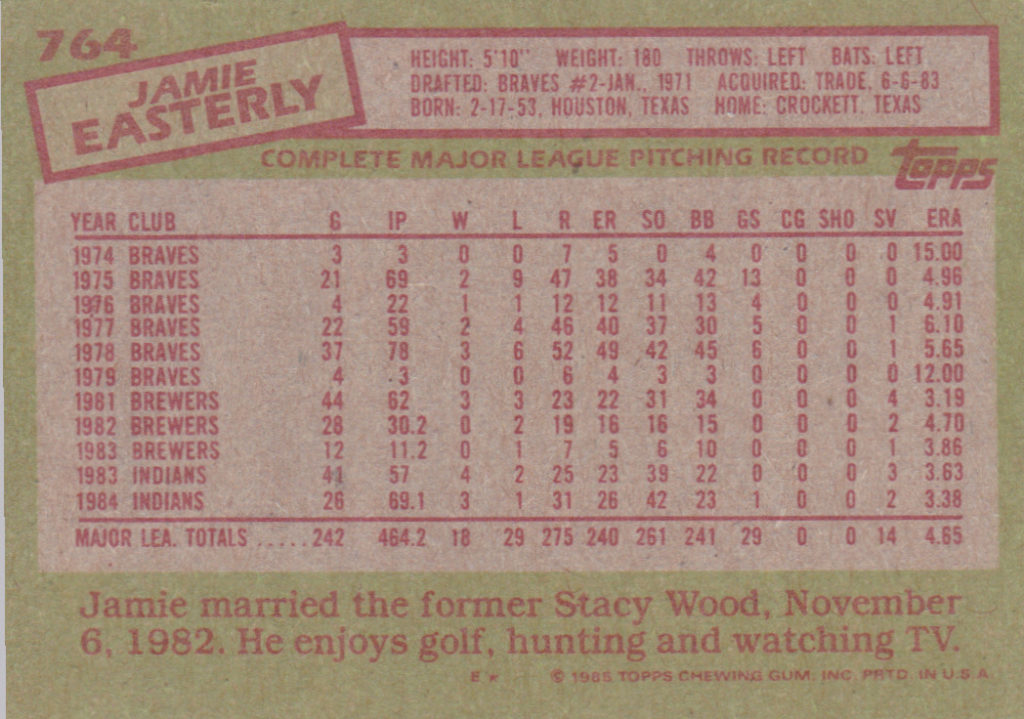 764
JAMIE
EASTERLY
HEIGHT: 5'10" WEIGHT: 180 THROWS: LEFT BATS: LEFT
DRAFTED: BRAVES #2-JAN., 1971 ACQUIRED: TRADE, 6-6-83
BORN: 2-17-53, HOUSTON, TEXAS HOME: CROCKETT, TEXAS
COMPLETE MAJOR LEAGUE PITCHING RECORD
topps
YEAR CLUB G IP W L R ER SO BB GS CG SHO SV ERA
1974 BRAVES 3 3 0 0 7 5 0 4 0 0 0 0 15.00
1975 BRAVES 21 69 2 9 47 38 34 42 13 0 0 0 4.96
1976 BRAVES 4 22 1 1 12 12 11 13 4 0 0 0 4.91
1977 BRAVES 22 59 2 4 46 40 37 30 5 0 0 1 6.10
1978 BRAVES 37 78 3 6 52 49 42 45 6 0 0 1 5.65
1979 BRAVES 4 3 0 0 6 4 3 3 0 0 0 0 12.00
1981 BREWERS 44 62 3 3 23 22 31 34 0 0 0 4 3.19
1982 BREWERS 28 30.2 0 2 19 16 16 15 0 0 0 2 4.70
1983 BREWERS 12 11.2 0 1 7 5 6 10 0 0 0 1 3.86
1983 INDIANS 41 57 4 2 25 23 39 22 0 0 0 3 3.63
1984 INDIANS 26 69.1 3 1 31 26 42 23 1 0 0 2 3.38
MAJOR LEA. TOTALS .....242 464.2 18 29 275 240 261 241 29 0 0 14 4.65
Jamie married the former Stacy Wood, November
6, 1982. He enjoys golf, hunting and watching TV.
E* © 1985 TOPPS CHEWING GUM, INC. PRTD. IN U.S.A.